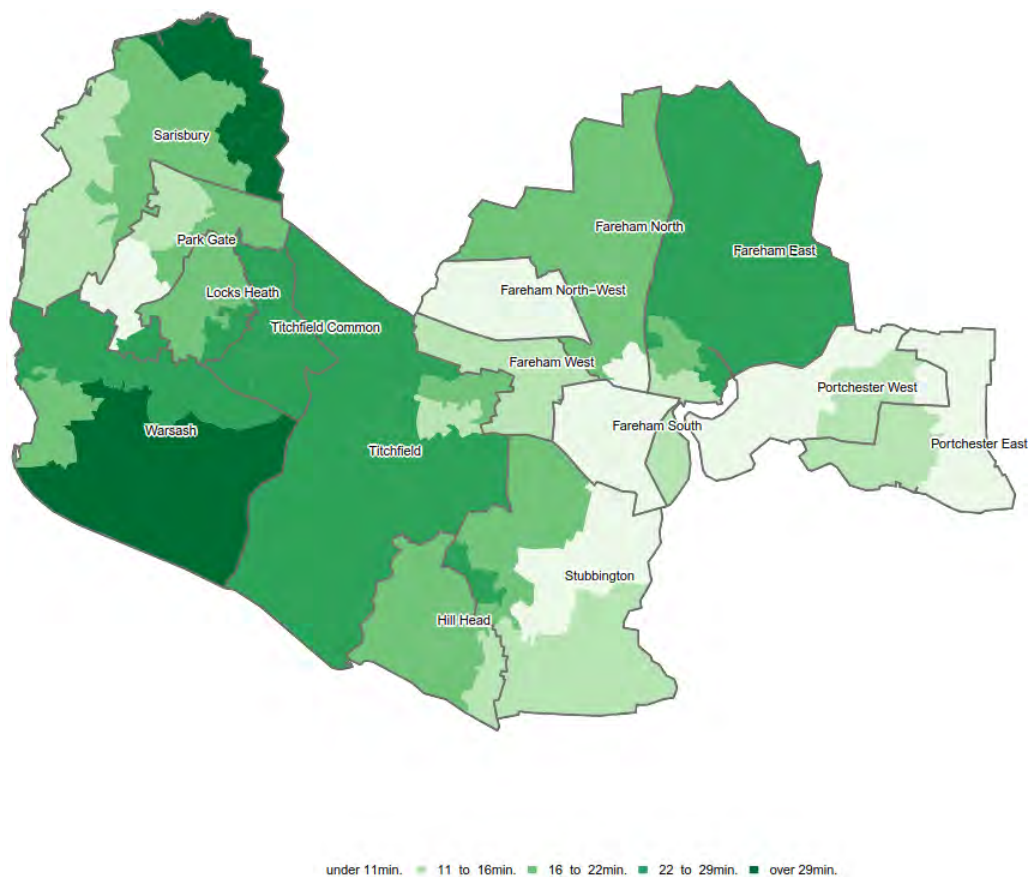 Sarisbury
Fareham North
Park Gate
Fareham East
Fareham North-West
Locks Heath
Titchfield Common
Fareham West
Portchester West
Warsash
Fareham South
Titchfield
Portchester East
Stubbington
Hill Head
under 11min. 11 to 16min. 16 to 22min. 22 to 29min. over 29min.